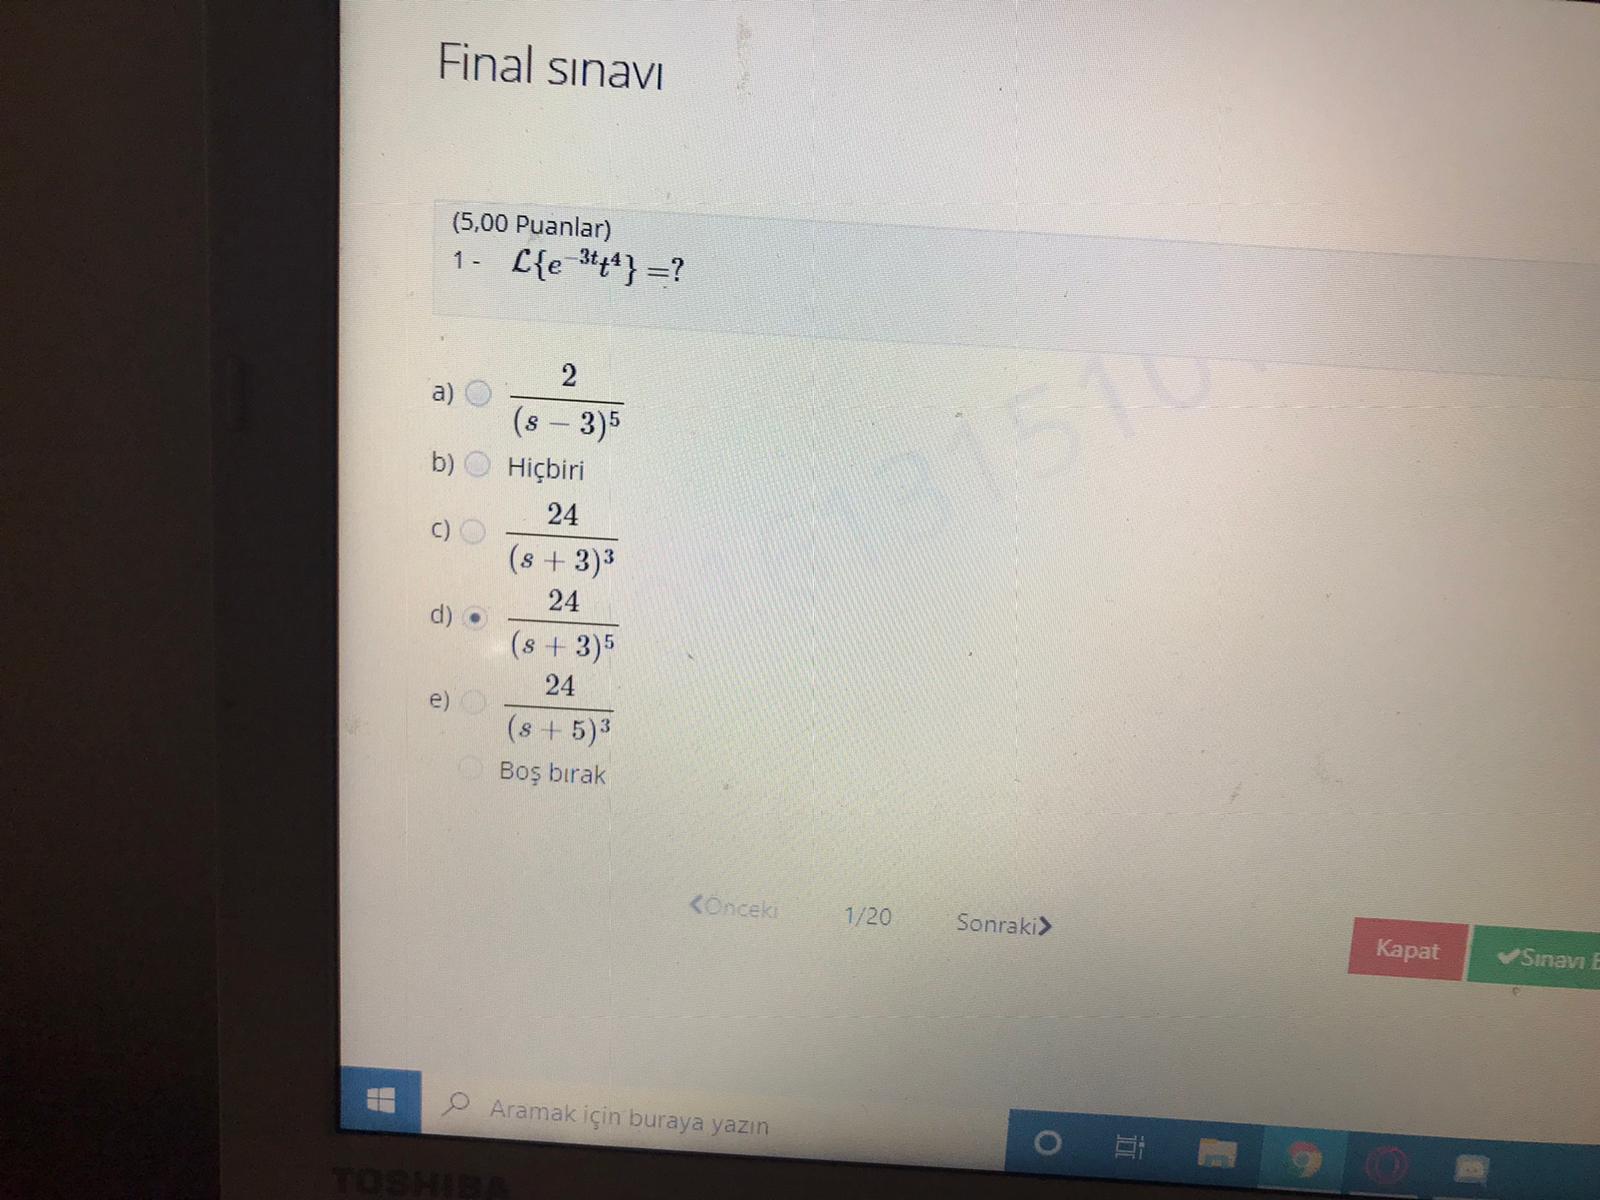 Final sınavı
(5,00 Puanlar)
1 - ℒ{e^{-3t}t^4} =?
a) \frac{2}{(s - 3)^5}
b) Hiçbiri
c) \frac{24}{(s + 3)^3}
d) \frac{24}{(s + 3)^5}
e) \frac{24}{(s + 5)^3}
Boş bırak
Önceki 1/20 Sonraki
Kapat Sınavı
Aramak için buraya yazın
TOSHIBA